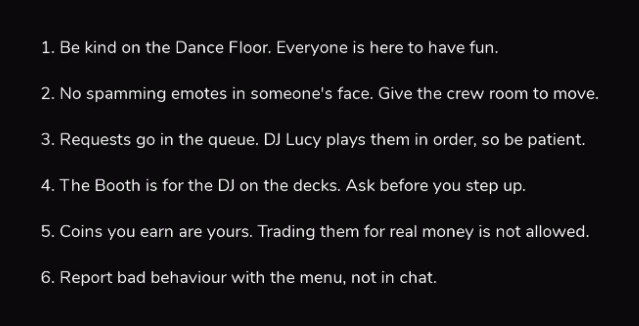 1. Be kind on the Dance Floor. Everyone is here to have fun.
2. No spamming emotes in someone's face. Give the crew room to move.
3. Requests go in the queue. DJ Lucy plays them in order, so be patient.
4. The Booth is for the DJ on the decks. Ask before you step up.
5. Coins you earn are yours. Trading them for real money is not allowed.
6. Report bad behaviour with the menu, not in chat.